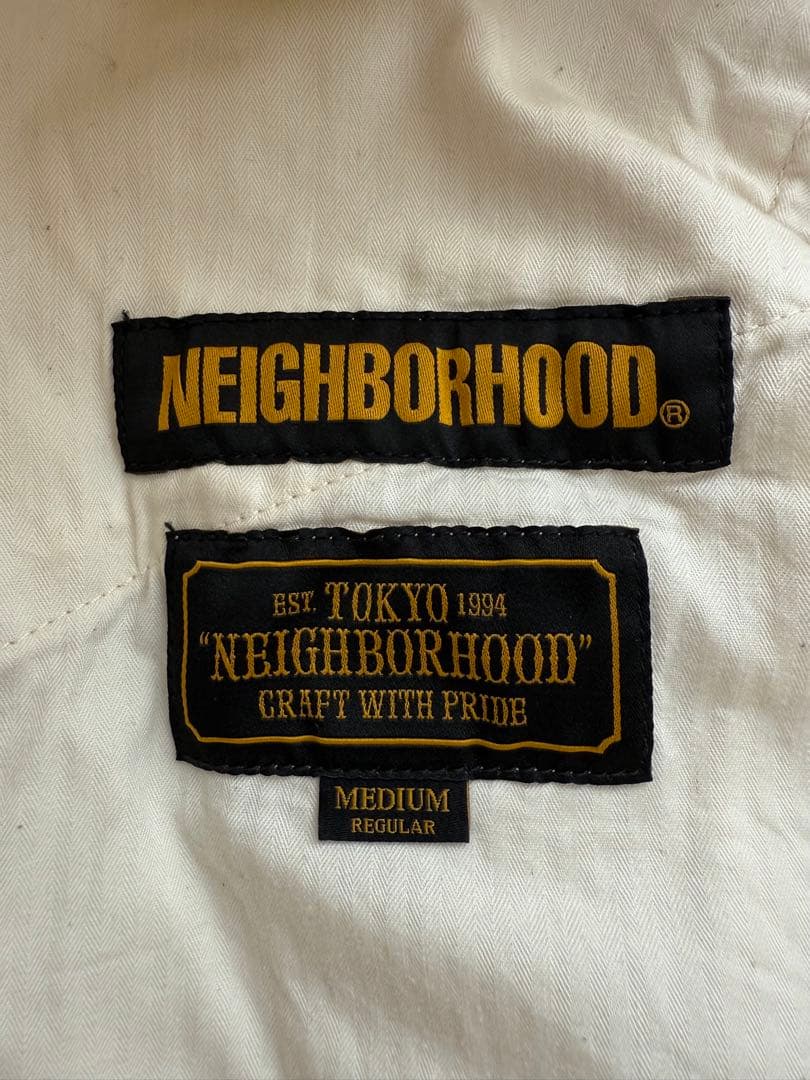 NEIGHBORHOOD®
EST. TOKYO 1994
"NEIGHBORHOOD"
CRAFT WITH PRIDE
MEDIUM
REGULAR